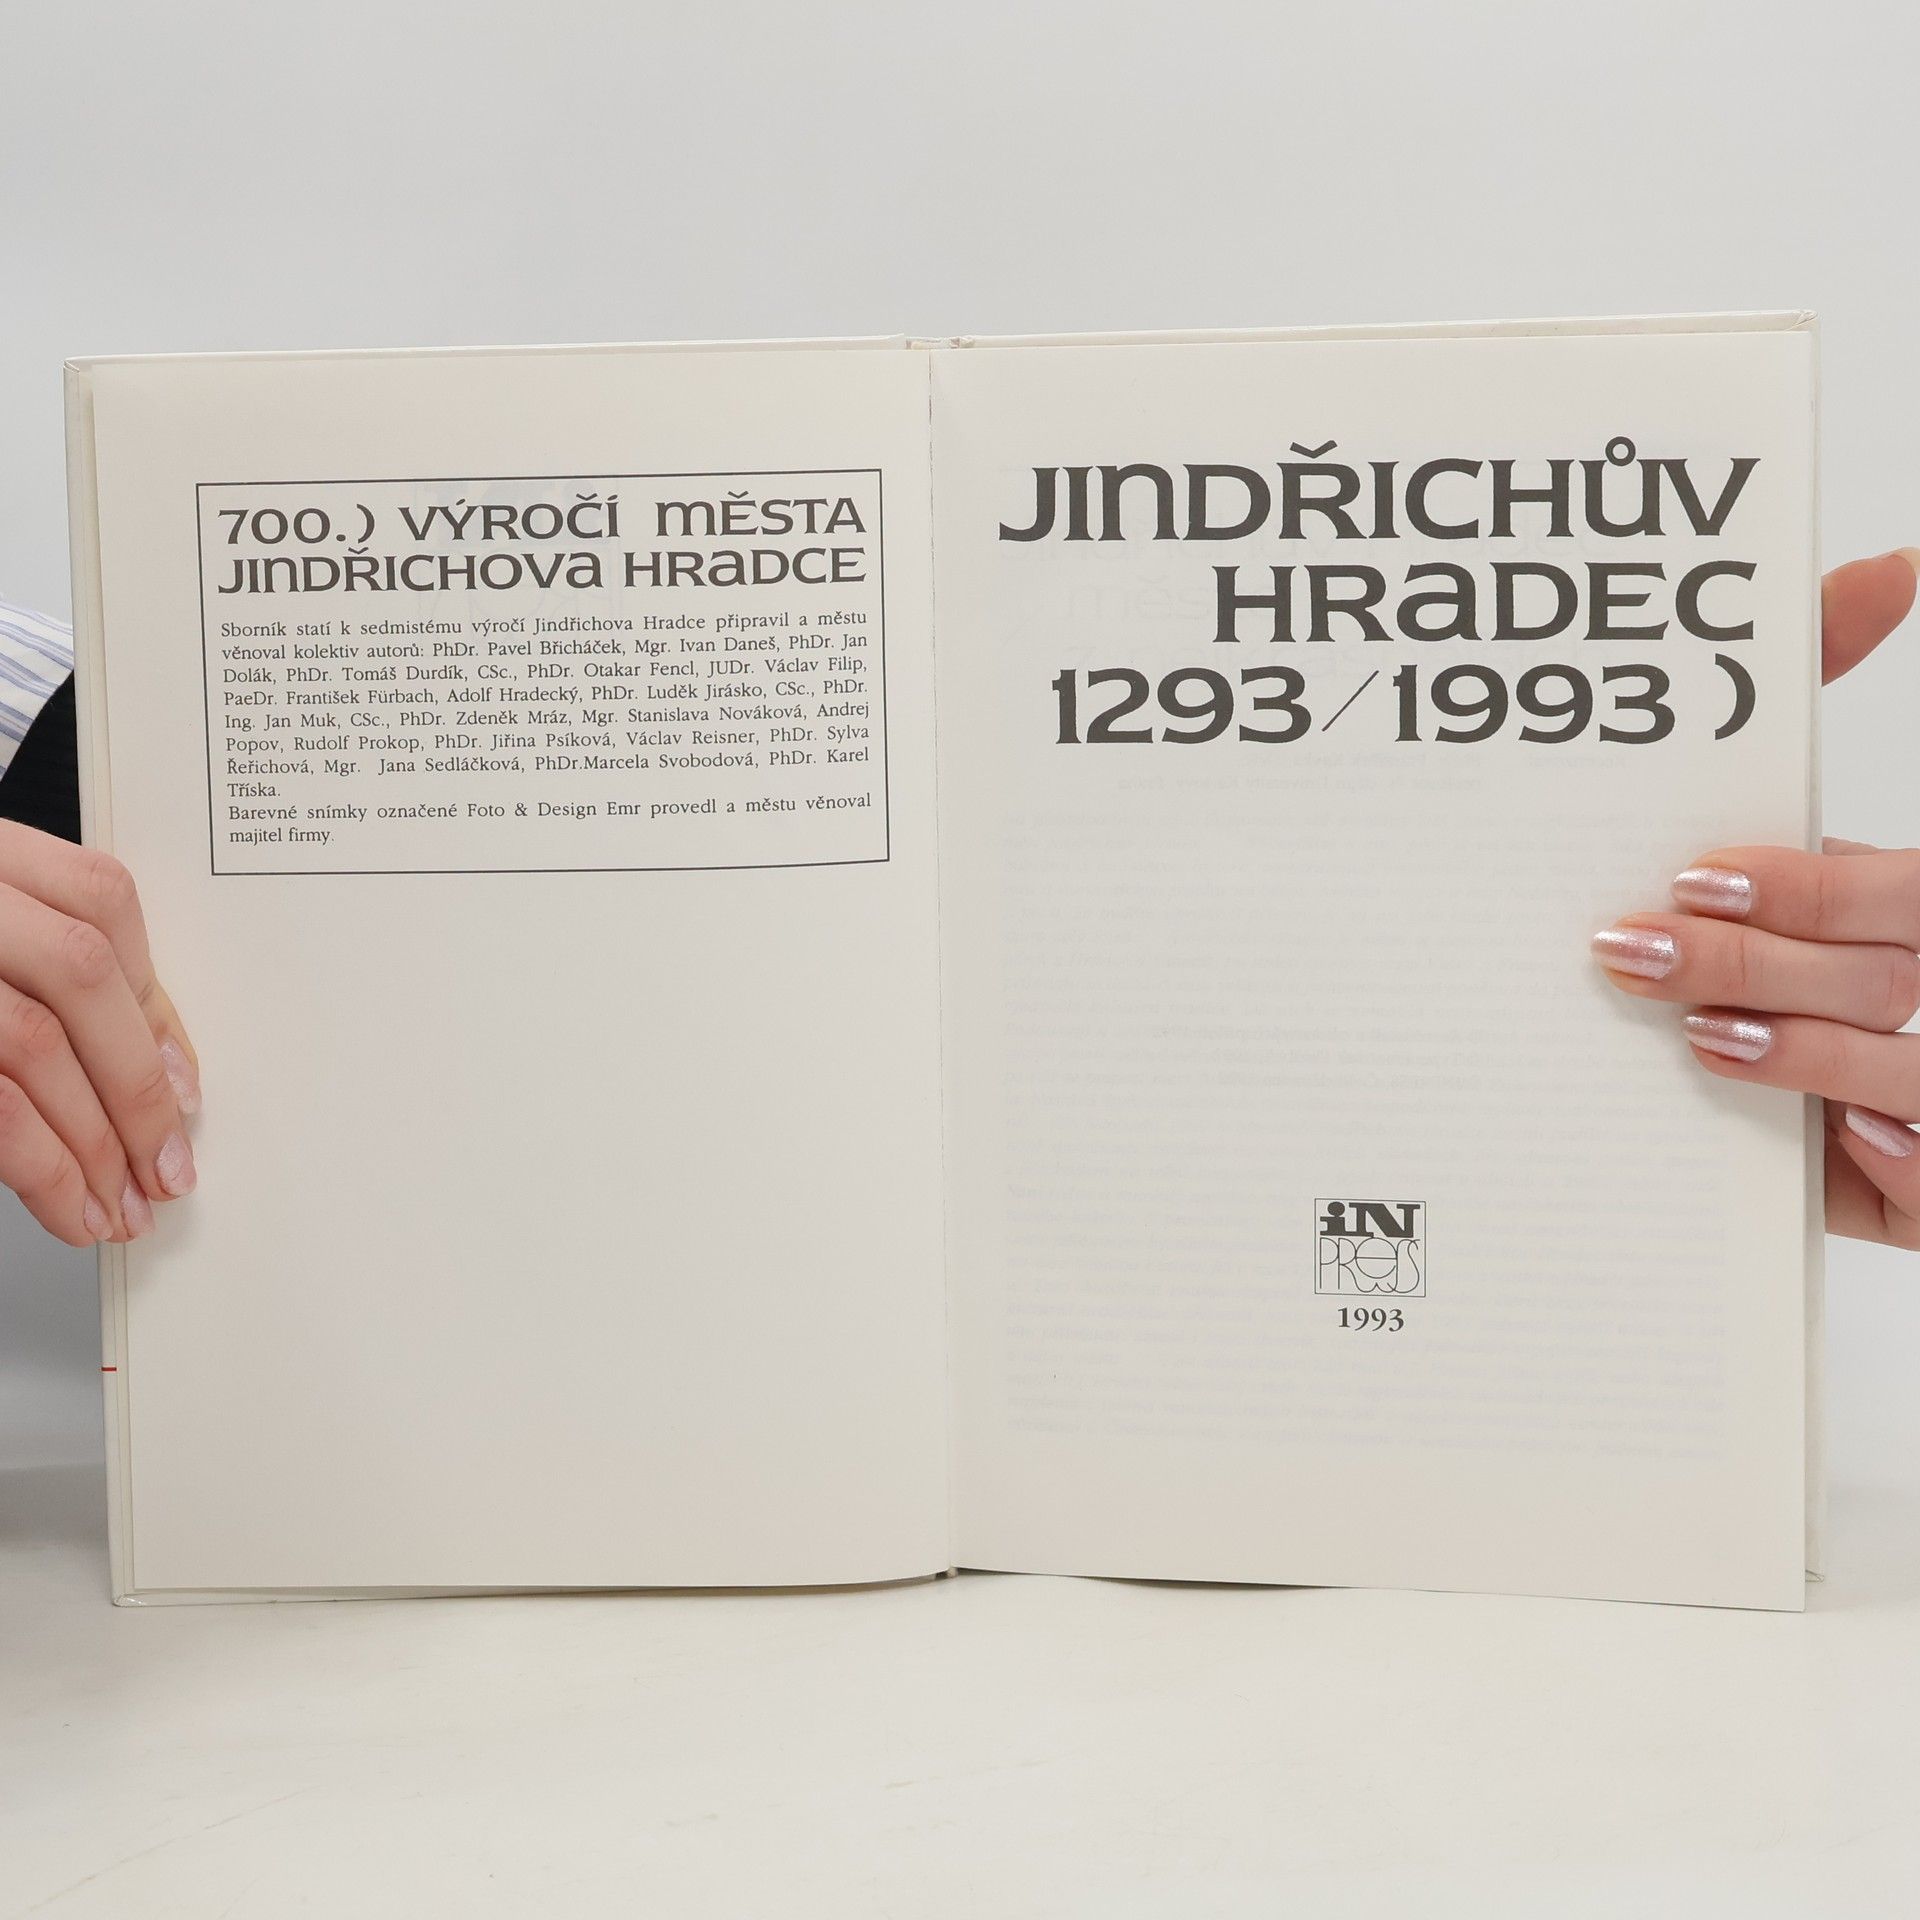 700.) VÝROČÍ MĚSTA
JINDŘICHOVA HRADCE
Sborník statí k sedmistému výročí Jindřichova Hradce připravil a městu
věnoval kolektiv autorů: PhDr. Pavel Břicháček, Mgr. Ivan Daneš, PhDr. Jan
Dolák, PhDr. Tomáš Durdík, CSc., PhDr. Otakar Fencl, JUDr. Václav Filip,
PaeDr. František Fürbach, Adolf Hradecký, PhDr. Luděk Jirásko, CSc., PhDr.
Ing. Jan Muk, CSc., PhDr. Zdeněk Mráz, Mgr. Stanislava Nováková, Andrej
Popov, Rudolf Prokop, PhDr. Jiřina Psíková, Václav Reisner, PhDr. Sylva
Řeřichová, Mgr. Jana Sedláčková, PhDr.Marcela Svobodová, PhDr. Karel
Tříska.
Barevné snímky označené Foto & Design Emr provedl a městu věnoval
majitel firmy.
JINDŘICHŮV
HRADEC
1293/1993 )
iN
PRESS
1993